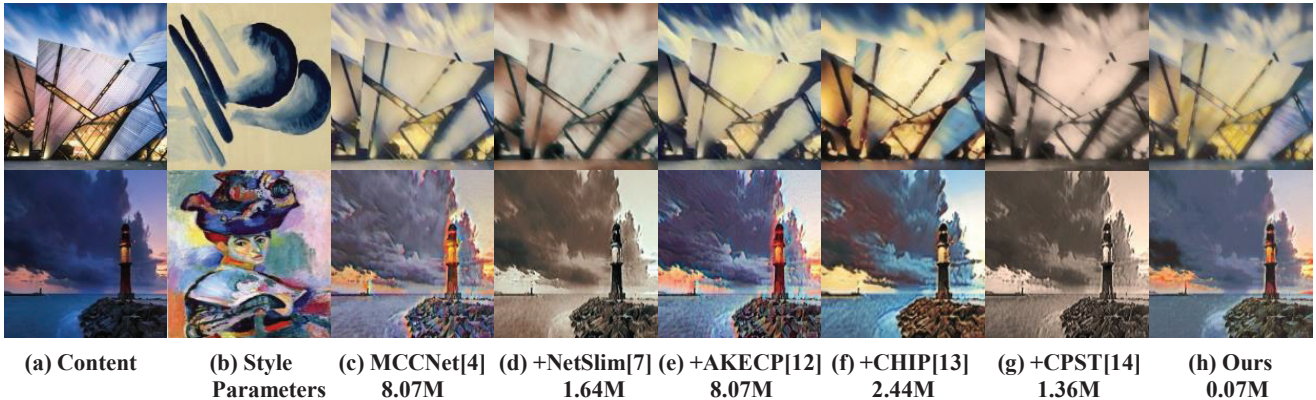 (a) Content (b) Style (c) MCCNet[4] (d) +NetSlim[7] (e) +AKECP[12] (f) +CHIP[13] (g) +CPST[14] (h) Ours
Parameters 8.07M 1.64M 8.07M 2.44M 1.36M 0.07M